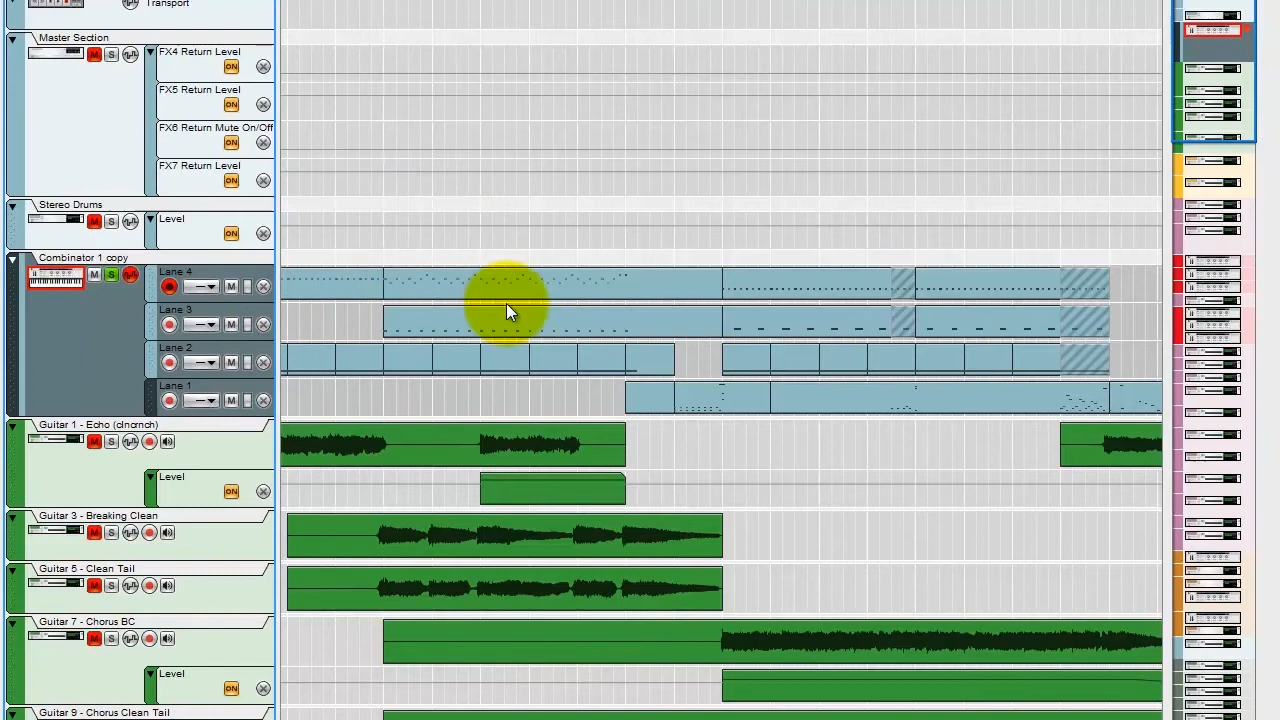 Transport
Master Section
M S
FX4 Return Level
ON
FX5 Return Level
ON
FX6 Return Mute On/Off
ON
FX7 Return Level
ON
Stereo Drums
M S
Level
ON
Combinator 1 copy
M S
Lane 4
Lane 3
Lane 2
Lane 1
Guitar 1 - Echo (cincinch)
M S
Level
ON
Guitar 3 - Breaking Clean
M S
Guitar 5 - Clean Tail
M S
Guitar 7 - Chorus BC
M S
Level
ON
Guitar 9 - Chorus Clean Tail